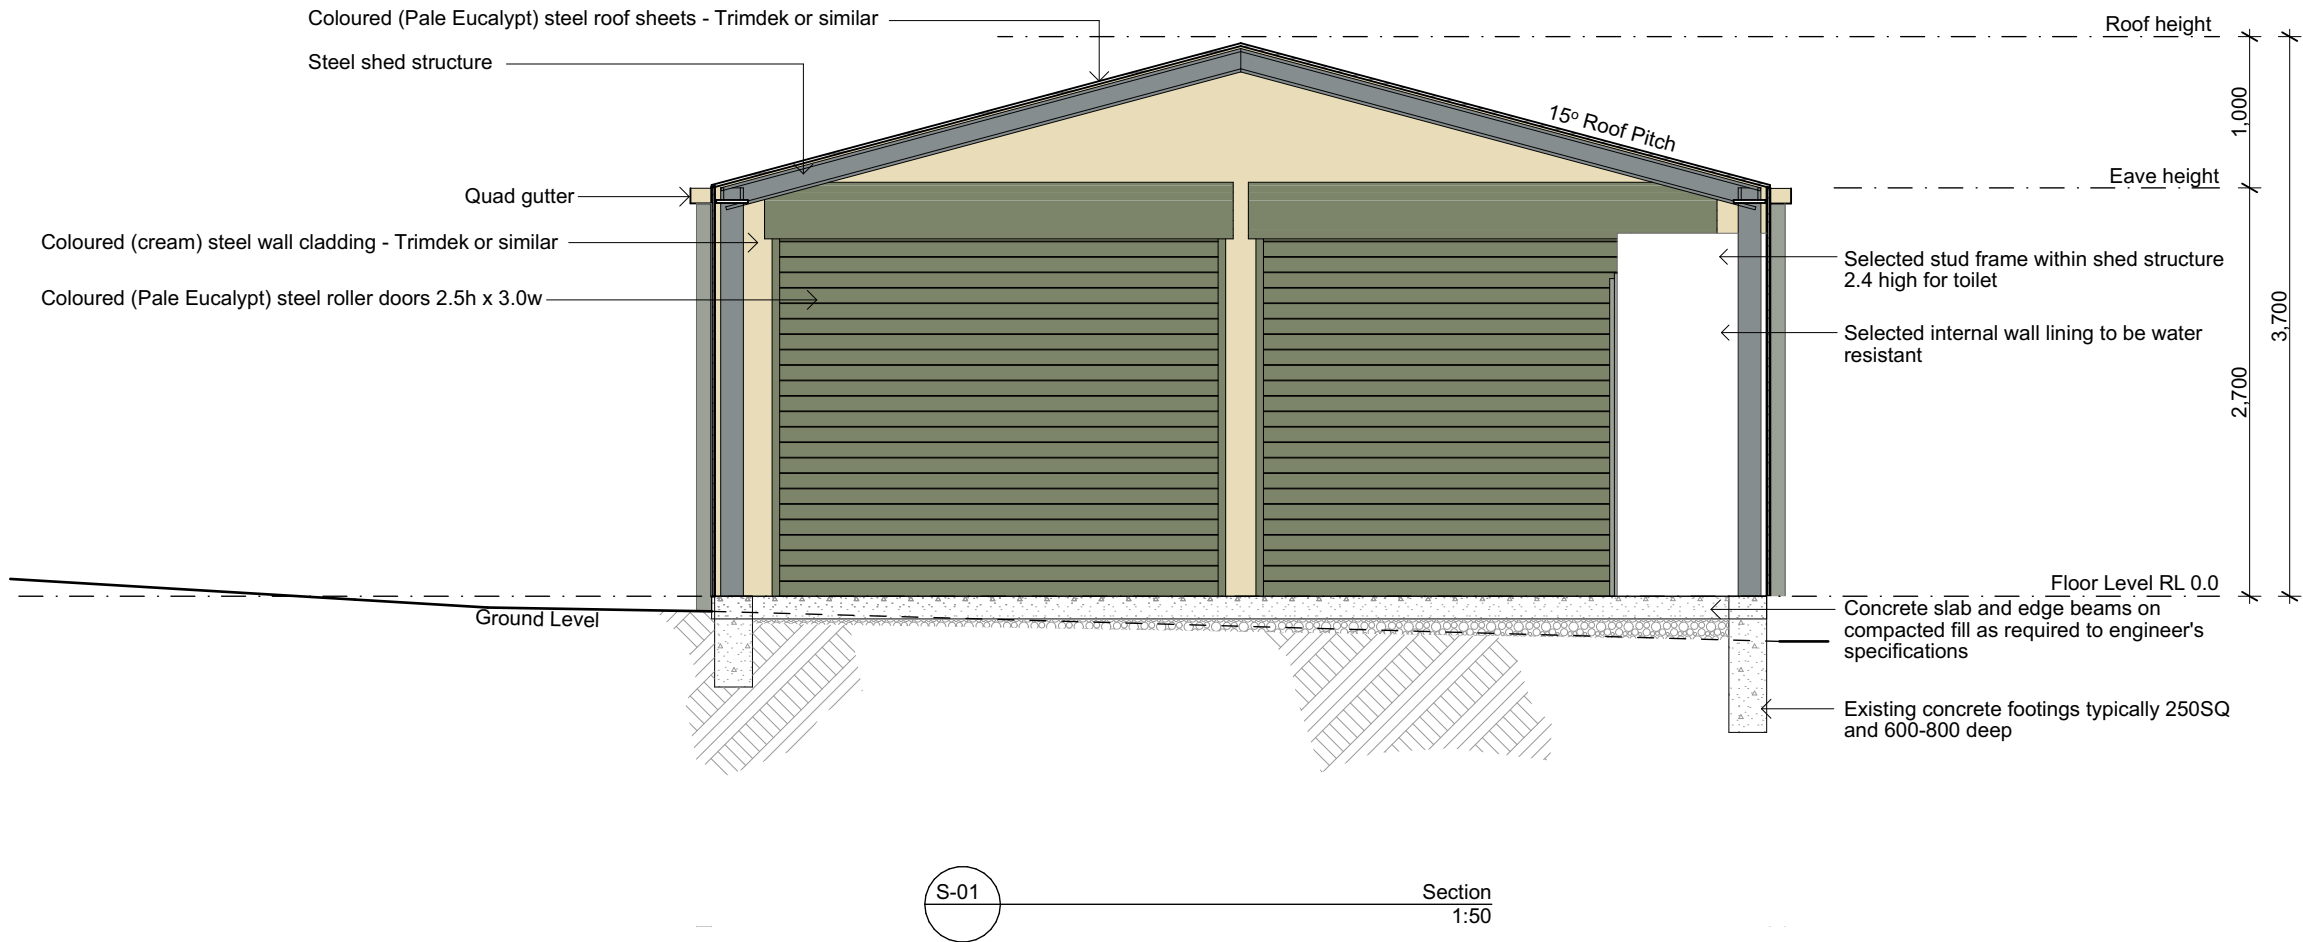 Coloured (Pale Eucalypt) steel roof sheets - Trimdek or similar
Roof height
Steel shed structure
1,000
15° Roof Pitch
Eave height
Quad gutter
Coloured (cream) steel wall cladding - Trimdek or similar
Selected stud frame within shed structure
2.4 high for toilet
Coloured (Pale Eucalypt) steel roller doors 2.5h x 3.0w
3,700
Selected internal wall lining to be water
resistant
2,700
Floor Level RL 0.0
Ground Level
Concrete slab and edge beams on
compacted fill as required to engineer's
specifications
Existing concrete footings typically 250SQ
and 600-800 deep
S-01
Section
1:50